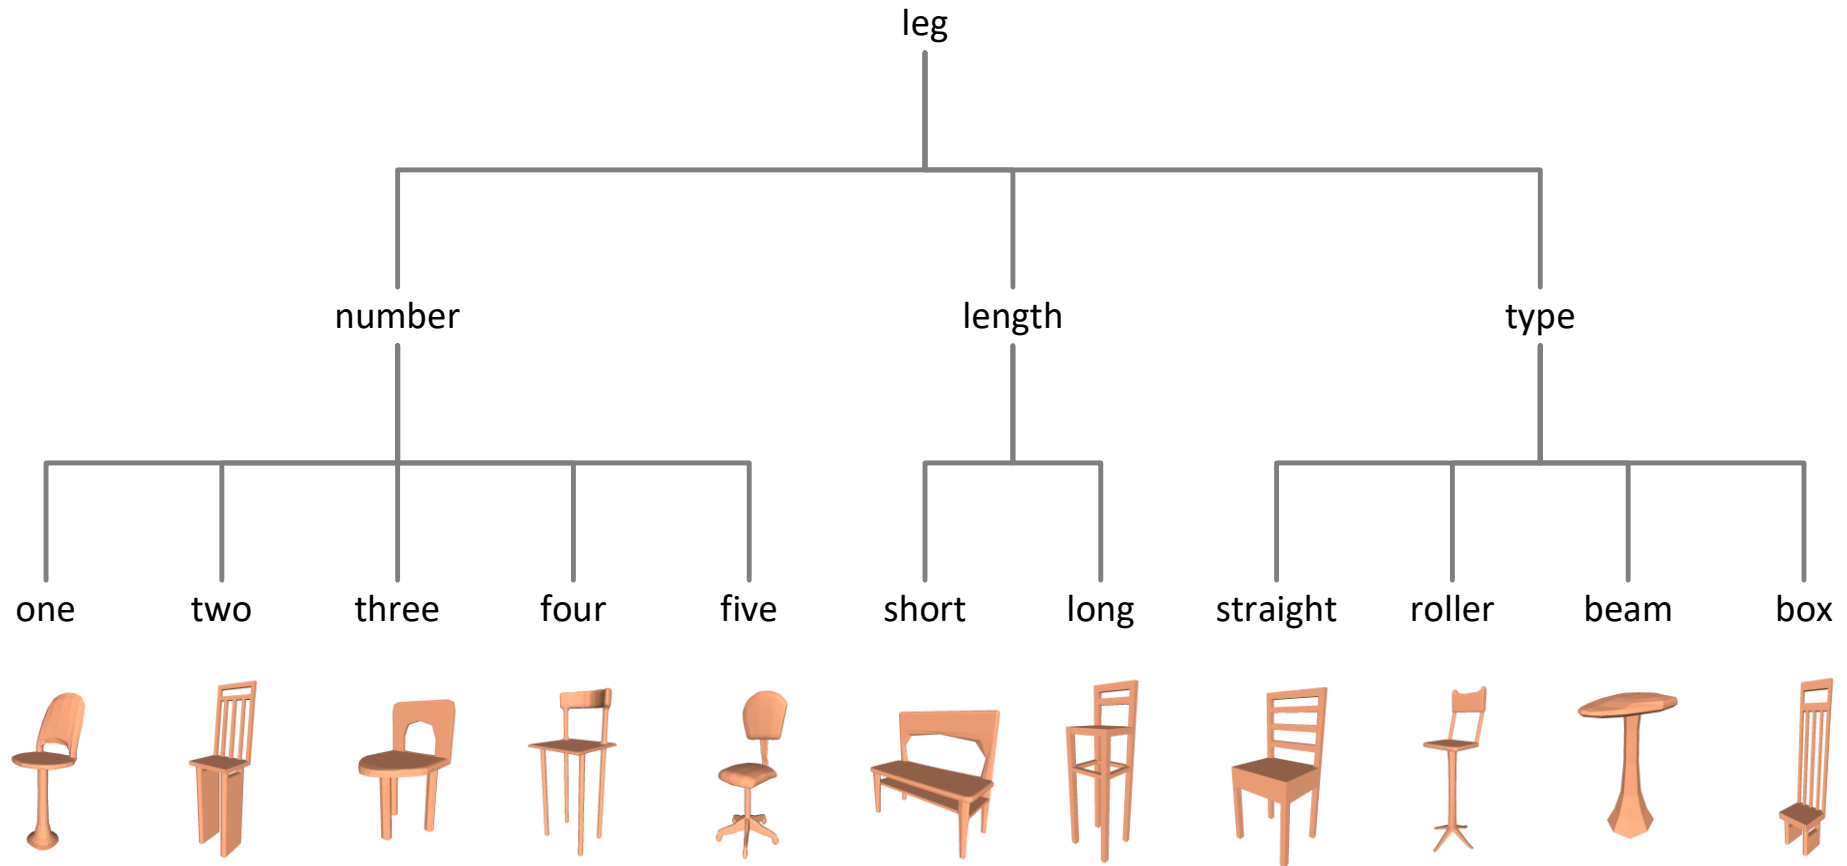 leg
number length type
one two three four five short long straight roller beam box